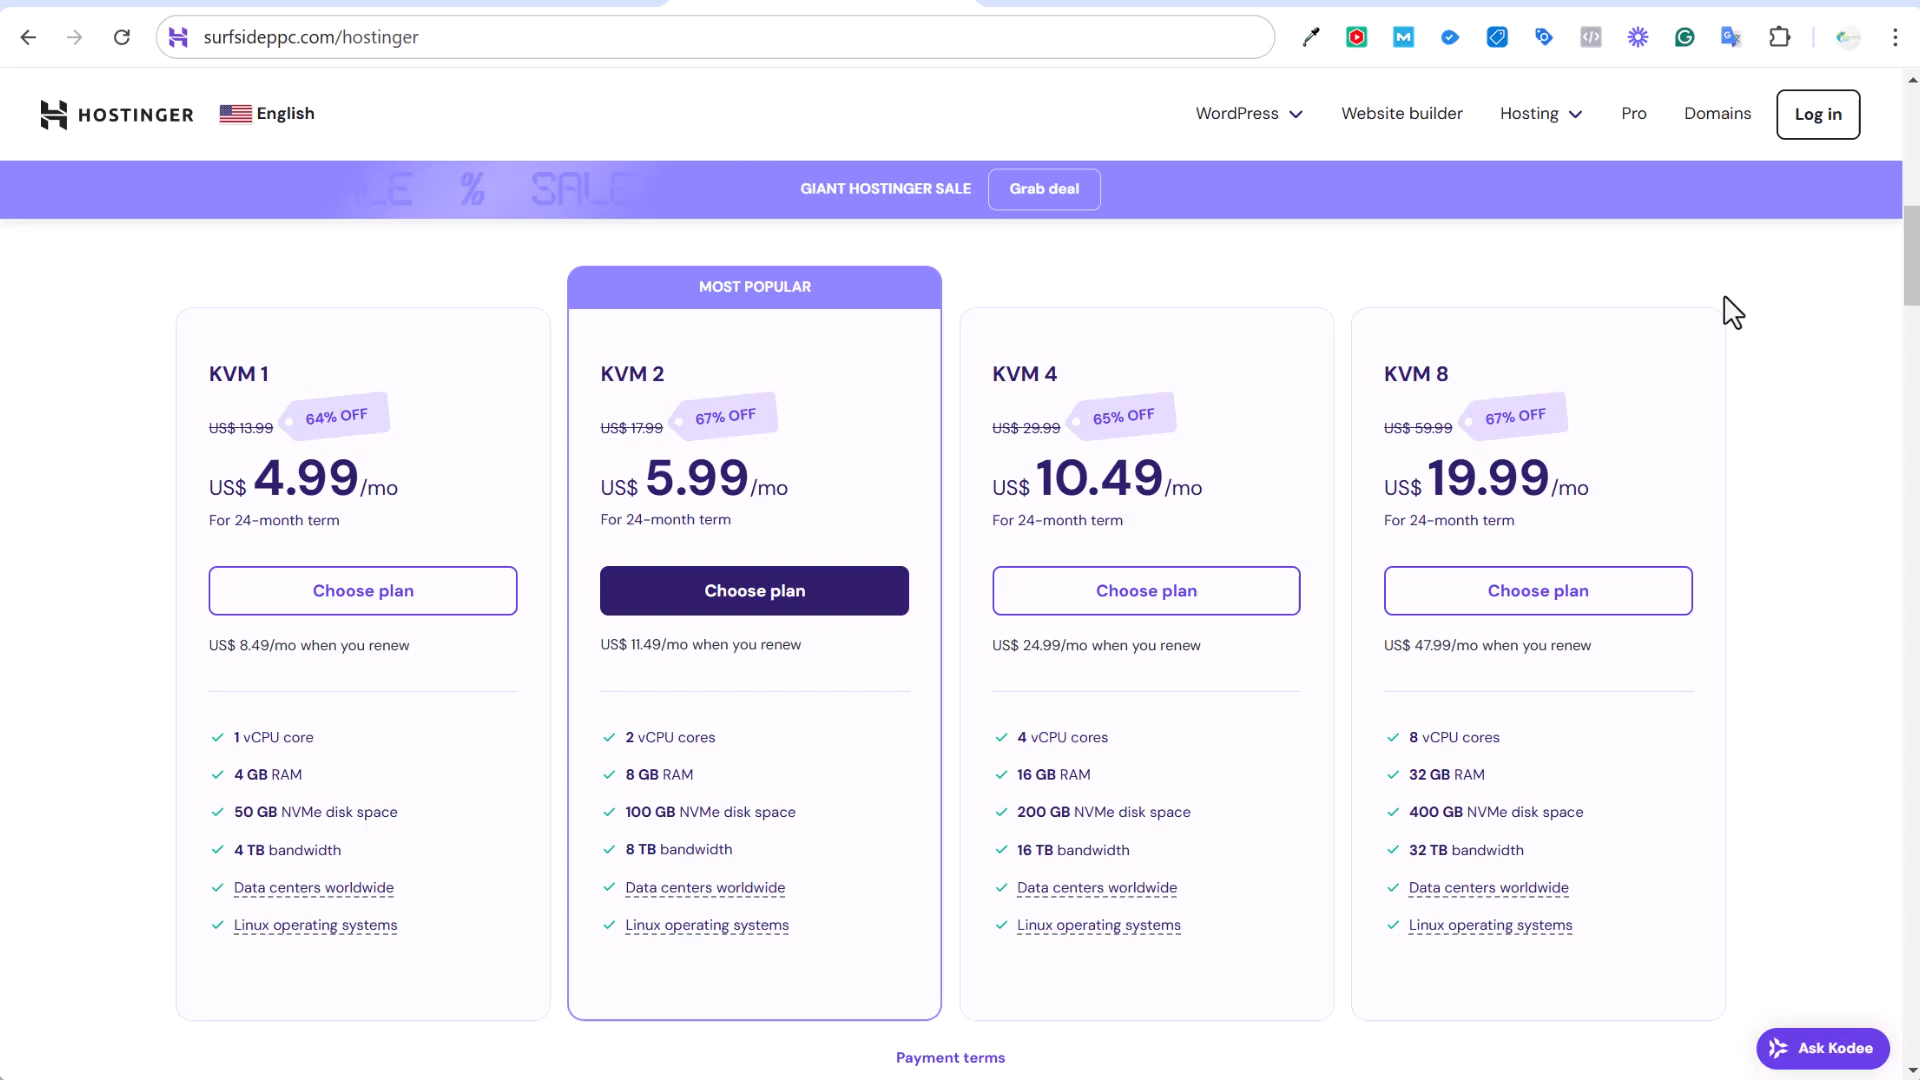 surfsideppc.com/hostinger
HOSTINGER
English
WordPress
Website builder
Hosting
Pro
Domains
Log in
SALE % SALE
GIANT HOSTINGER SALE
Grab deal
MOST POPULAR
KVM 1
US$ 13.99
64% OFF
US$ 4.99/mo
For 24-month term
Choose plan
US$ 8.49/mo when you renew
1 vCPU core
4 GB RAM
50 GB NVMe disk space
4 TB bandwidth
Data centers worldwide
Linux operating systems
KVM 2
US$ 17.99
67% OFF
US$ 5.99/mo
For 24-month term
Choose plan
US$ 11.49/mo when you renew
2 vCPU cores
8 GB RAM
100 GB NVMe disk space
8 TB bandwidth
Data centers worldwide
Linux operating systems
KVM 4
US$ 29.99
65% OFF
US$ 10.49/mo
For 24-month term
Choose plan
US$ 24.99/mo when you renew
4 vCPU cores
16 GB RAM
200 GB NVMe disk space
16 TB bandwidth
Data centers worldwide
Linux operating systems
KVM 8
US$ 59.99
67% OFF
US$ 19.99/mo
For 24-month term
Choose plan
US$ 47.99/mo when you renew
8 vCPU cores
32 GB RAM
400 GB NVMe disk space
32 TB bandwidth
Data centers worldwide
Linux operating systems
Payment terms
Ask Kodee